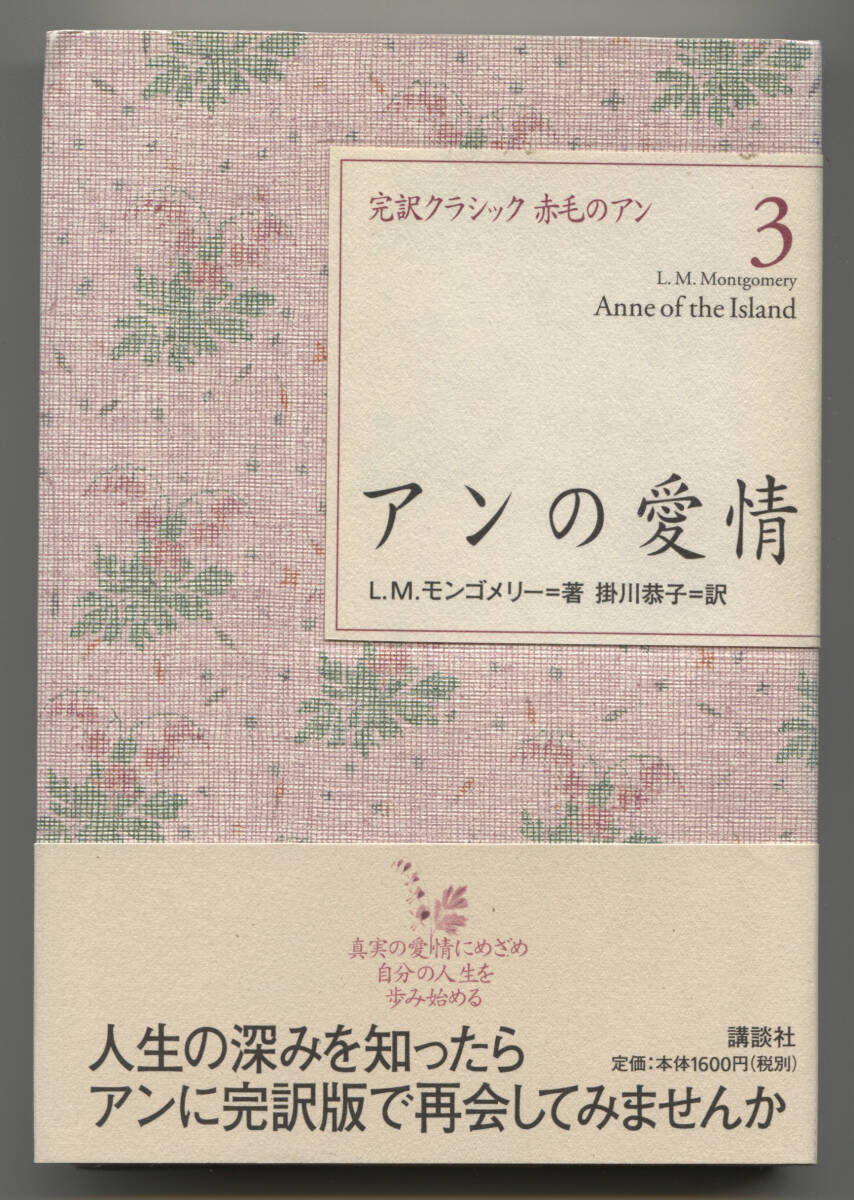 完訳クラシック 赤毛のアン
3
L. M. Montgomery
Anne of the Island
アンの愛情
L.M.モンゴメリー=著 掛川恭子=訳
真実の愛情にめざめ
自分の人生を
歩み始める
人生の深みを知ったら
アンに完訳版で再会してみませんか
講談社
定価:本体1600円(税別)